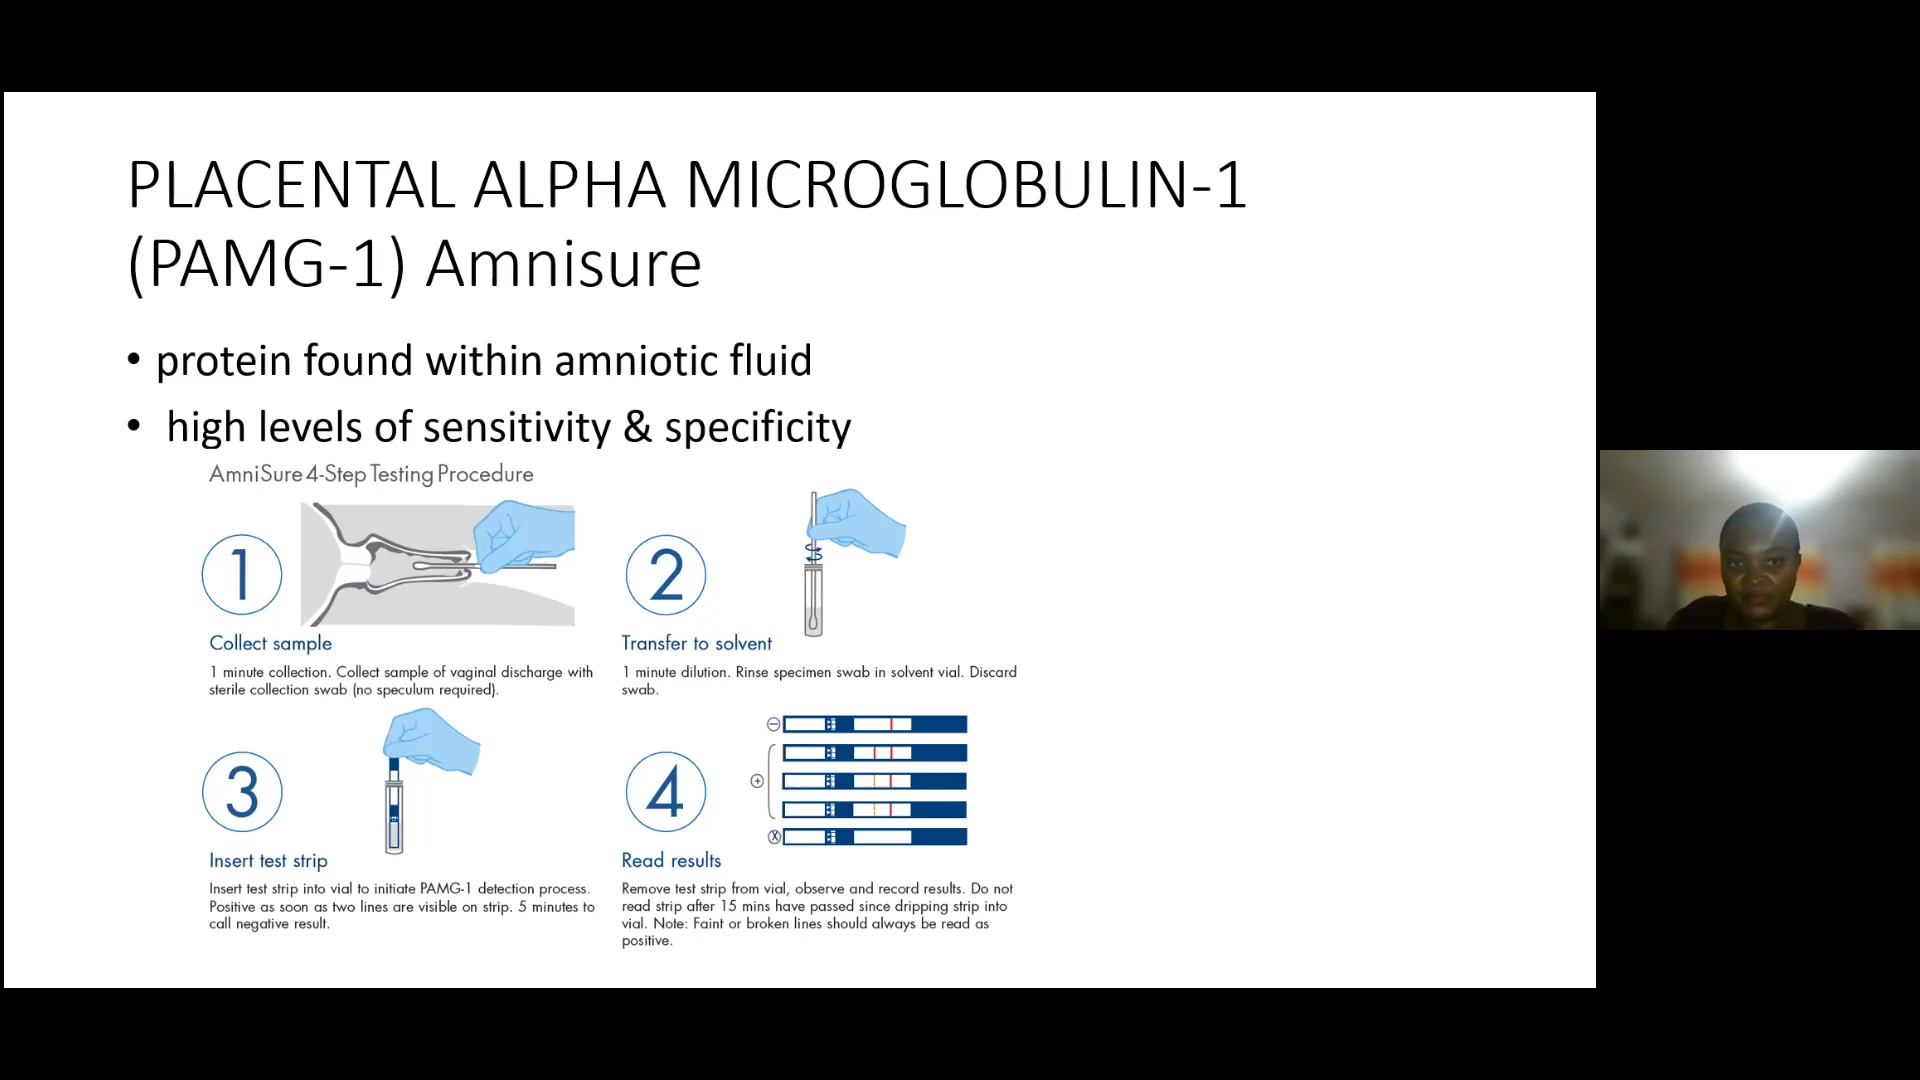 PLACENTAL ALPHA MICROGLOBULIN-1
(PAMG-1) Amnisure
• protein found within amniotic fluid
• high levels of sensitivity & specificity
AmniSure 4-Step Testing Procedure
1
Collect sample
1 minute collection. Collect sample of vaginal discharge with
sterile collection swab (no speculum required).
2
Transfer to solvent
1 minute dilution. Rinse specimen swab in solvent vial. Discard
swab.
3
Insert test strip
Insert test strip into vial to initiate PAMG-1 detection process.
Positive as soon as two lines are visible on strip. 5 minutes to
call negative result.
4
Read results
Remove test strip from vial, observe and record results. Do not
read strip after 15 mins have passed since dripping strip into
vial. Note: Faint or broken lines should always be read as
positive.